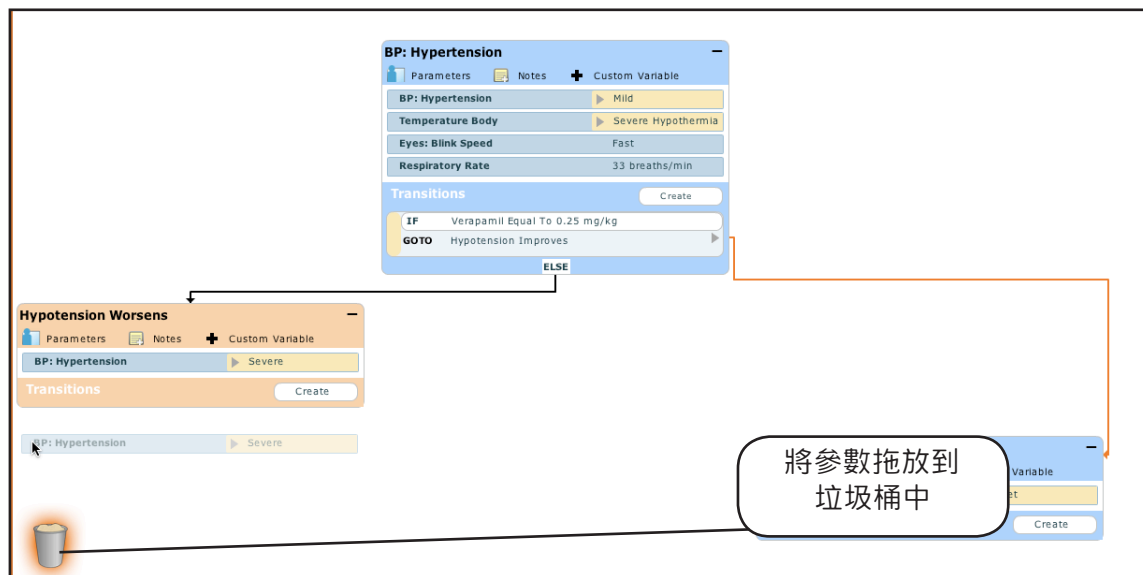 BP: Hypertension
Parameters Notes Custom Variable
BP: Hypertension Mild
Temperature Body Severe Hypothermia
Eyes: Blink Speed Fast
Respiratory Rate 33 breaths/min
Transitions Create
IF Verapamil Equal To 0.25 mg/kg
GOTO Hypotension Improves
ELSE
Hypotension Worsens
Parameters Notes Custom Variable
BP: Hypertension Severe
Transitions Create
BP: Hypertension Severe
將參數拖放到
垃圾桶中
Variable
Create